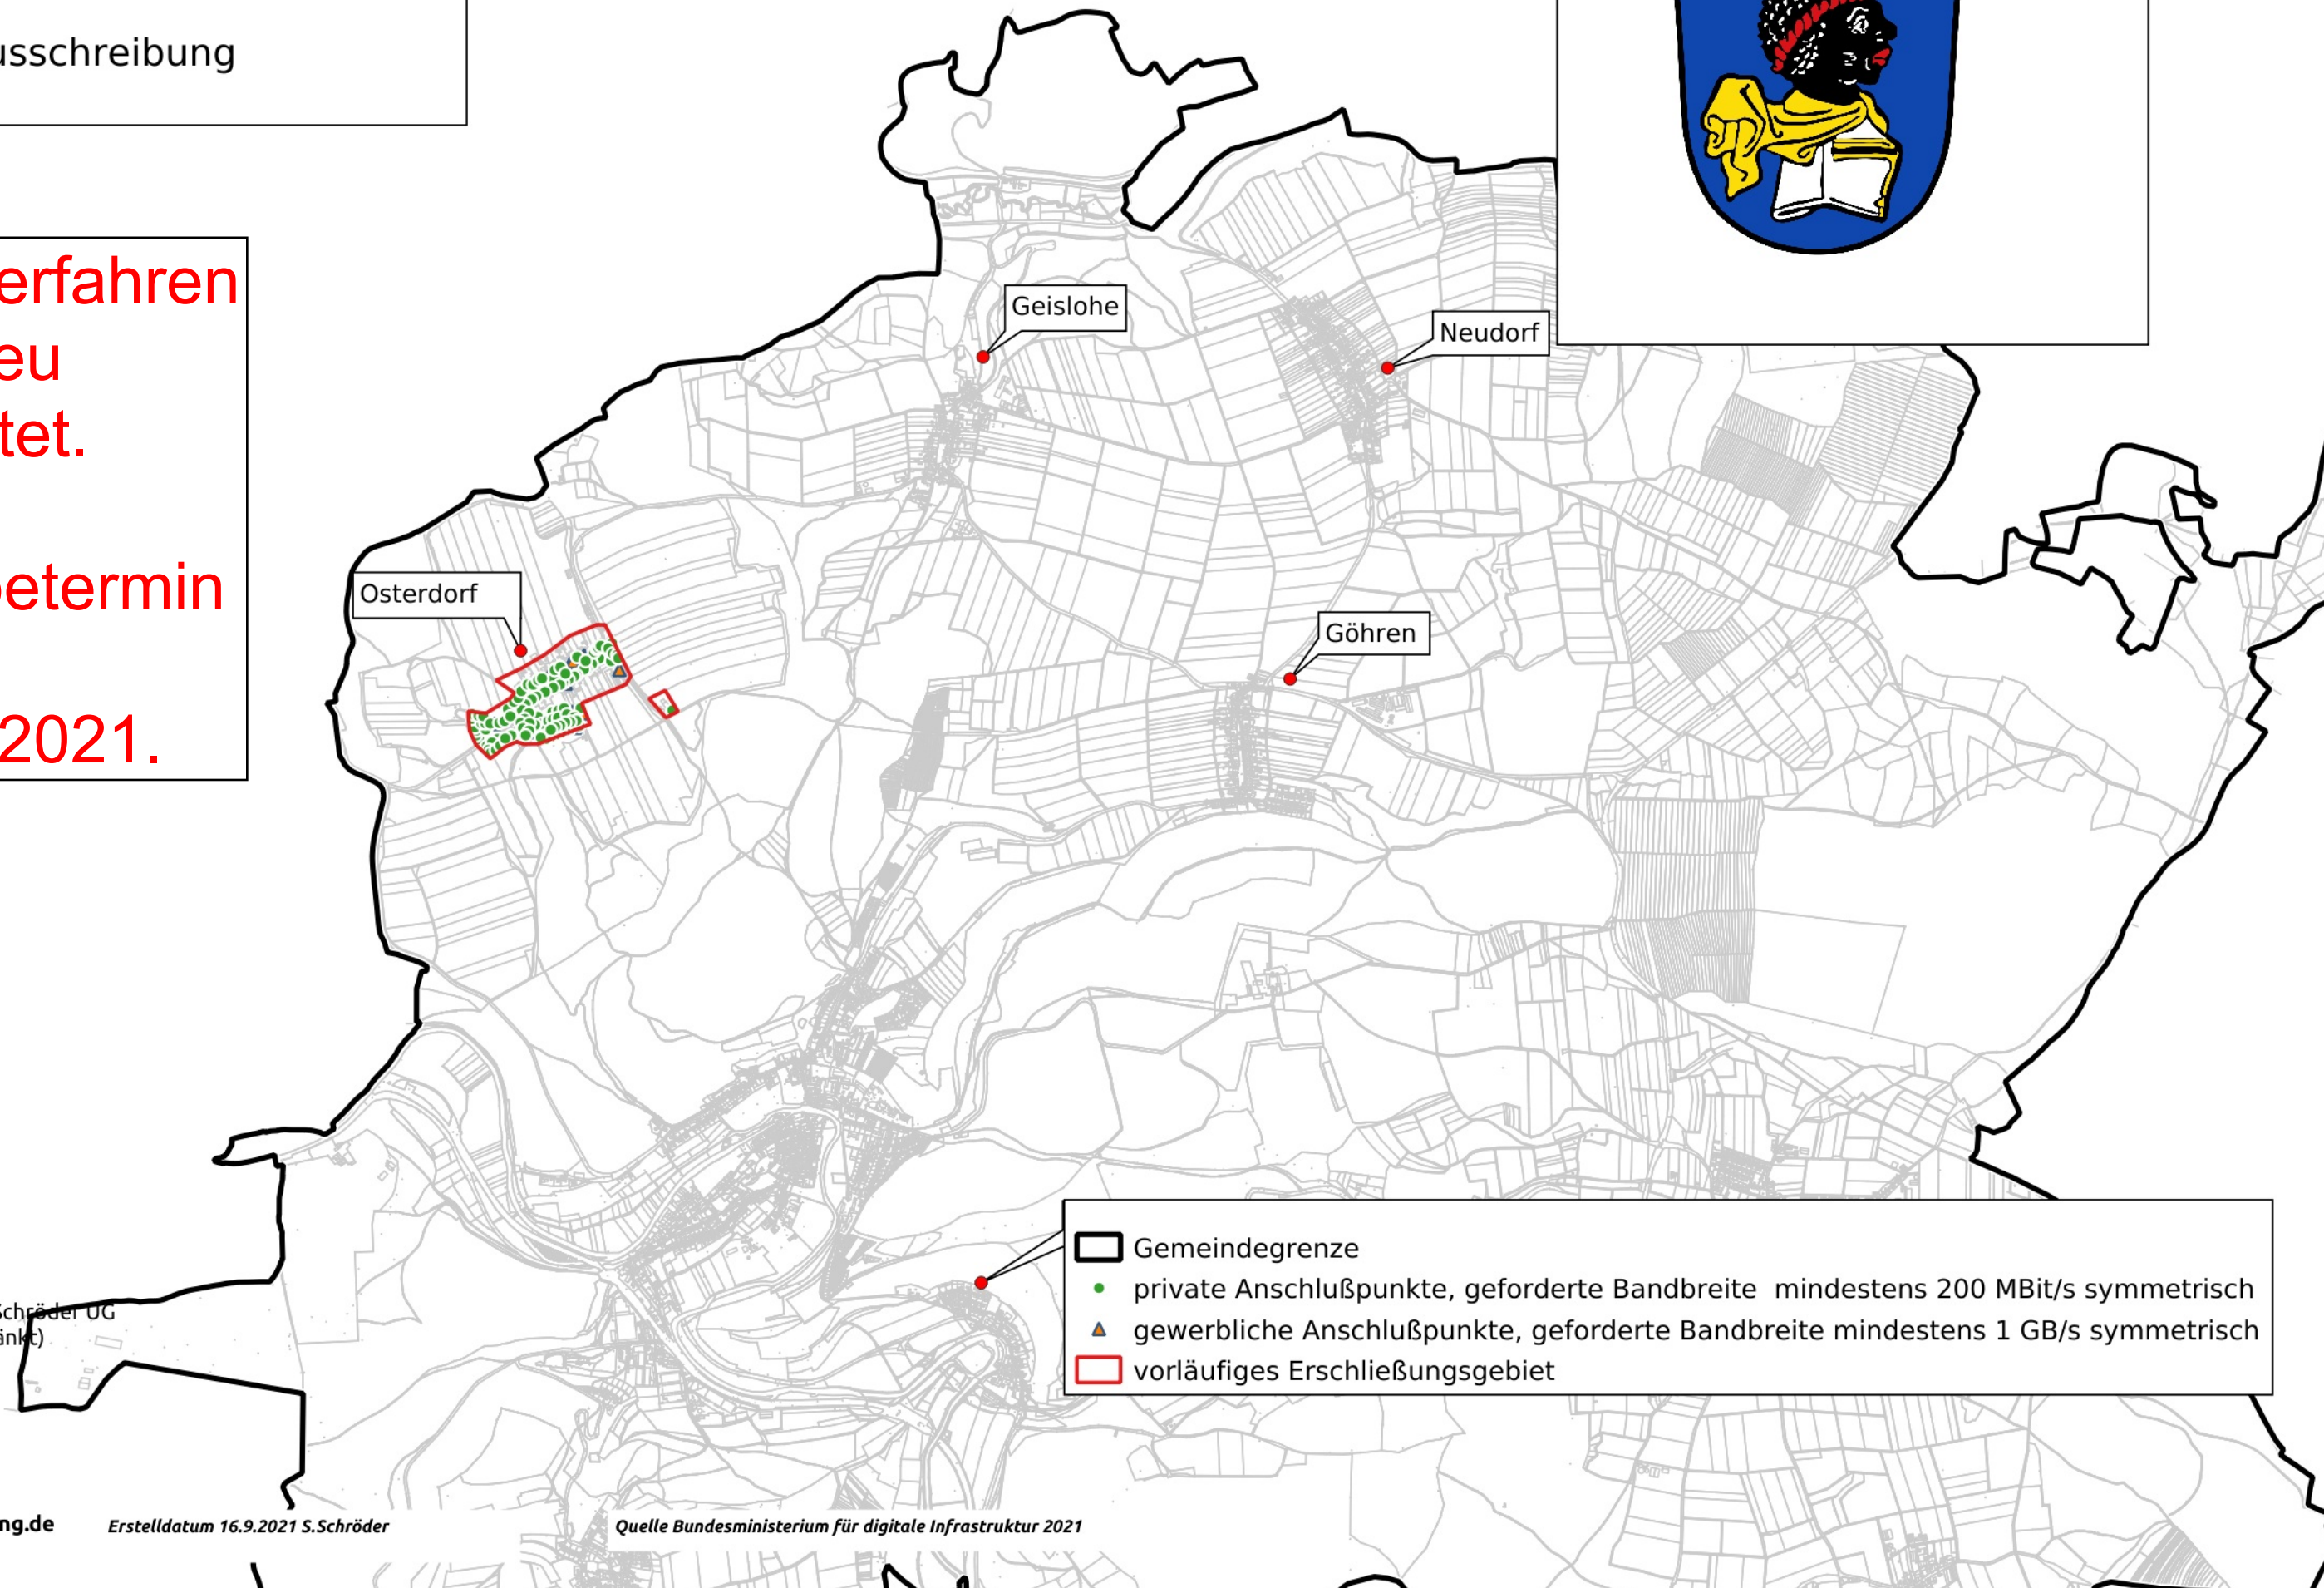 usschreibung
erfahren
eu
tet.
etermin
2021.
Geislohe
Neudorf
Osterdorf
Göhren
Gemeindegrenze
private Anschlußpunkte, geforderte Bandbreite mindestens 200 MBit/s symmetrisch
gewerbliche Anschlußpunkte, geforderte Bandbreite mindestens 1 GB/s symmetrisch
vorläufiges Erschließungsgebiet
Schröder UG
änkt)
ng.de
Erstelldatum 16.9.2021 S.Schröder
Quelle Bundesministerium für digitale Infrastruktur 2021